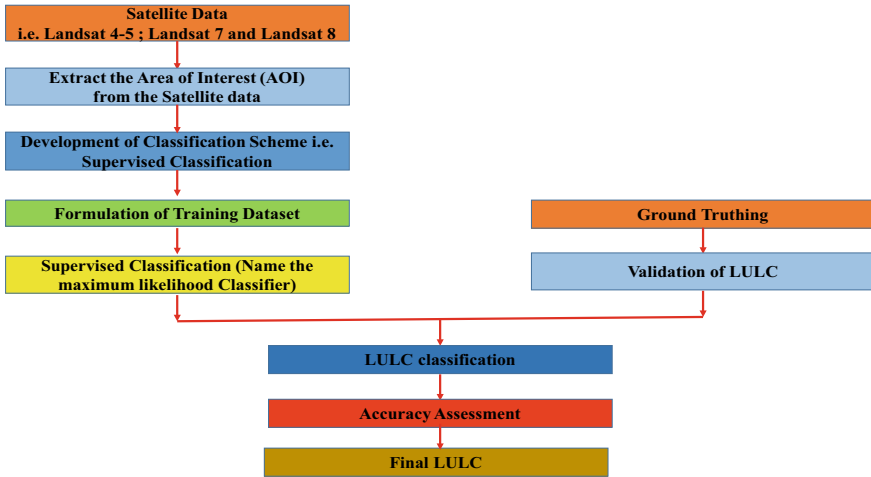 Satellite Data
i.e. Landsat 4-5 ; Landsat 7 and Landsat 8
Extract the Area of Interest (AOI)
from the Satellite data
Development of Classification Scheme i.e.
Supervised Classification
Formulation of Training Dataset
Supervised Classification (Name the
maximum likelihood Classifier)
Ground Truthing
Validation of LULC
LULC classification
Accuracy Assessment
Final LULC